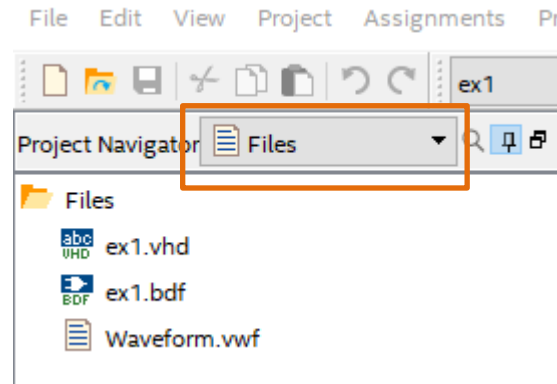 File Edit View Project Assignments Pr
ex1
Project Navigator Files
Files
abc VHD ex1.vhd
BDF ex1.bdf
Waveform.vwf